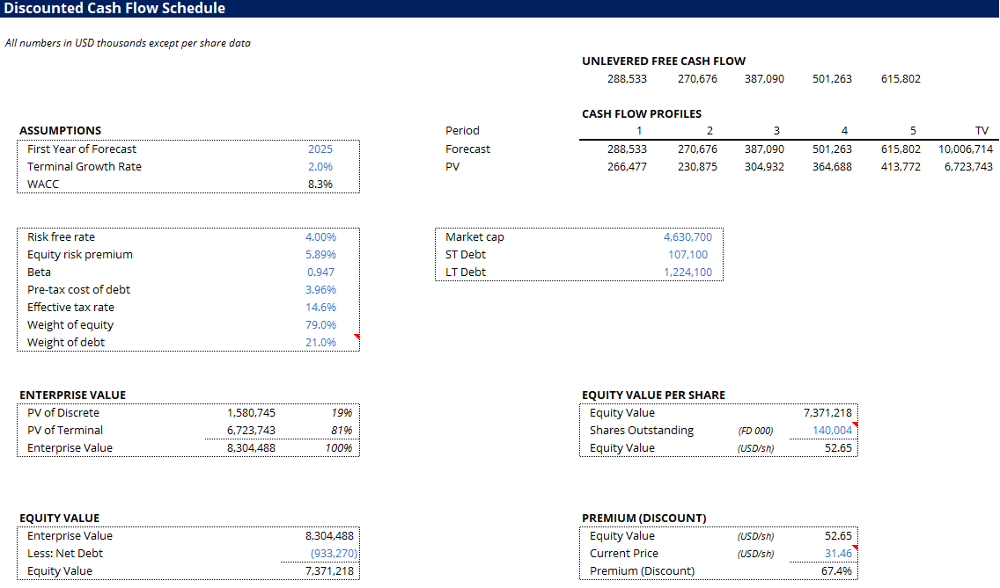 Discounted Cash Flow Schedule
All numbers in USD thousands except per share data
UNLEVERED FREE CASH FLOW
288,533 270,676 387,090 501,263 615,802
CASH FLOW PROFILES
ASSUMPTIONS Period 1 2 3 4 5 TV
First Year of Forecast 2025 Forecast 288,533 270,676 387,090 501,263 615,802 10,006,714
Terminal Growth Rate 2.0% PV 266,477 230,875 304,932 364,688 413,772 6,723,743
WACC 8.3%
Risk free rate 4.00% Market cap 4,630,700
Equity risk premium 5.89% ST Debt 107,100
Beta 0.947 LT Debt 1,224,100
Pre-tax cost of debt 3.96%
Effective tax rate 14.6%
Weight of equity 79.0%
Weight of debt 21.0%
ENTERPRISE VALUE EQUITY VALUE PER SHARE
PV of Discrete 1,580,745 19% Equity Value 7,371,218
PV of Terminal 6,723,743 81% Shares Outstanding (FD 000) 140,004
Enterprise Value 8,304,488 100% Equity Value (USD/sh) 52.65
EQUITY VALUE PREMIUM (DISCOUNT)
Enterprise Value 8,304,488 Equity Value (USD/sh) 52.65
Less: Net Debt (933,270) Current Price (USD/sh) 31.46
Equity Value 7,371,218 Premium (Discount) 67.4%